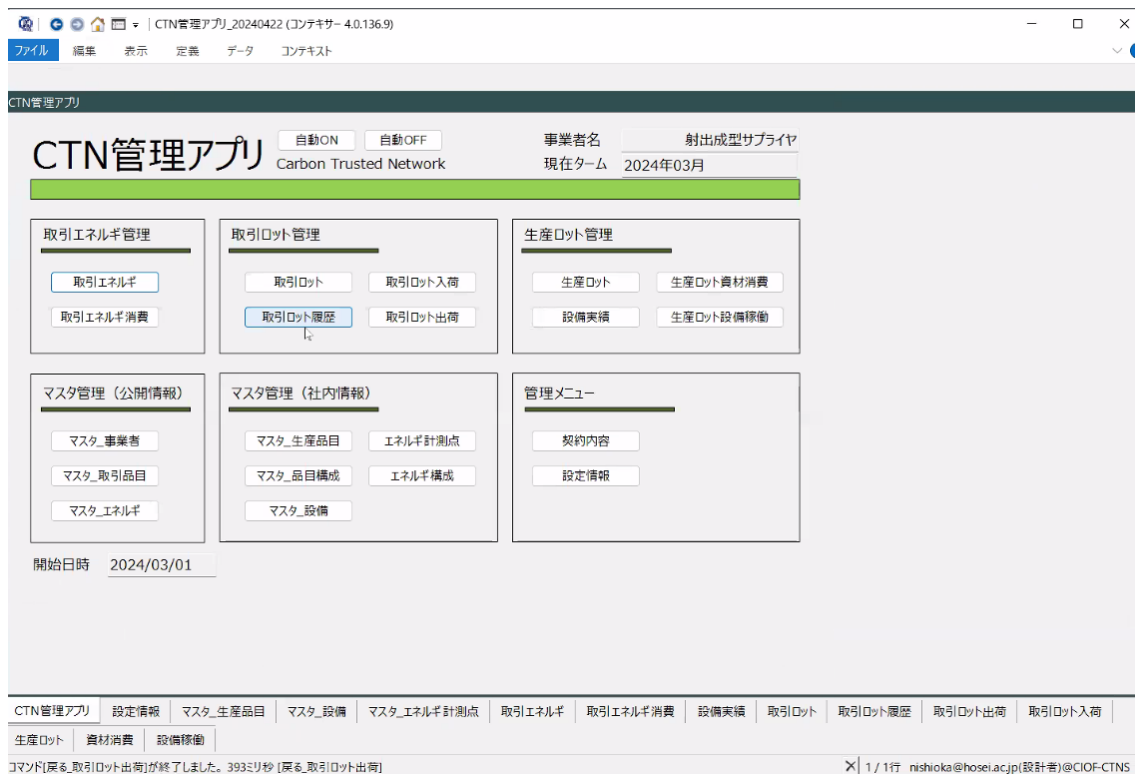 CTN管理アプリ_20240422 (コンテキサー 4.0.136.9)
ファイル 編集 表示 定義 データ コンテキスト
CTN管理アプリ
CTN管理アプリ 自動ON 自動OFF
Carbon Trusted Network
事業者名 射出成型サプライヤ
現在ターム 2024年03月
取引エネルギ管理
取引エネルギ
取引エネルギ消費
取引ロット管理
取引ロット 取引ロット入荷
取引ロット履歴 取引ロット出荷
生産ロット管理
生産ロット 生産ロット資材消費
設備実績 生産ロット設備稼働
マスタ管理（公開情報）
マスタ_事業者
マスタ_取引品目
マスタ_エネルギ
マスタ管理（社内情報）
マスタ_生産品目 エネルギ計測点
マスタ_品目構成 エネルギ構成
マスタ_設備
管理メニュー
契約内容
設定情報
開始日時 2024/03/01
CTN管理アプリ 設定情報 マスタ_生産品目 マスタ_設備 マスタ_エネルギ計測点 取引エネルギ 取引エネルギ消費 設備実績 取引ロット 取引ロット履歴 取引ロット出荷 取引ロット入荷
生産ロット 資材消費 設備稼働
コマンド[戻る_取引ロット出荷]が終了しました。393ミリ秒 [戻る_取引ロット出荷] 1 / 1行 nishioka@hosei.ac.jp(設計者)@CIOF-CTNS